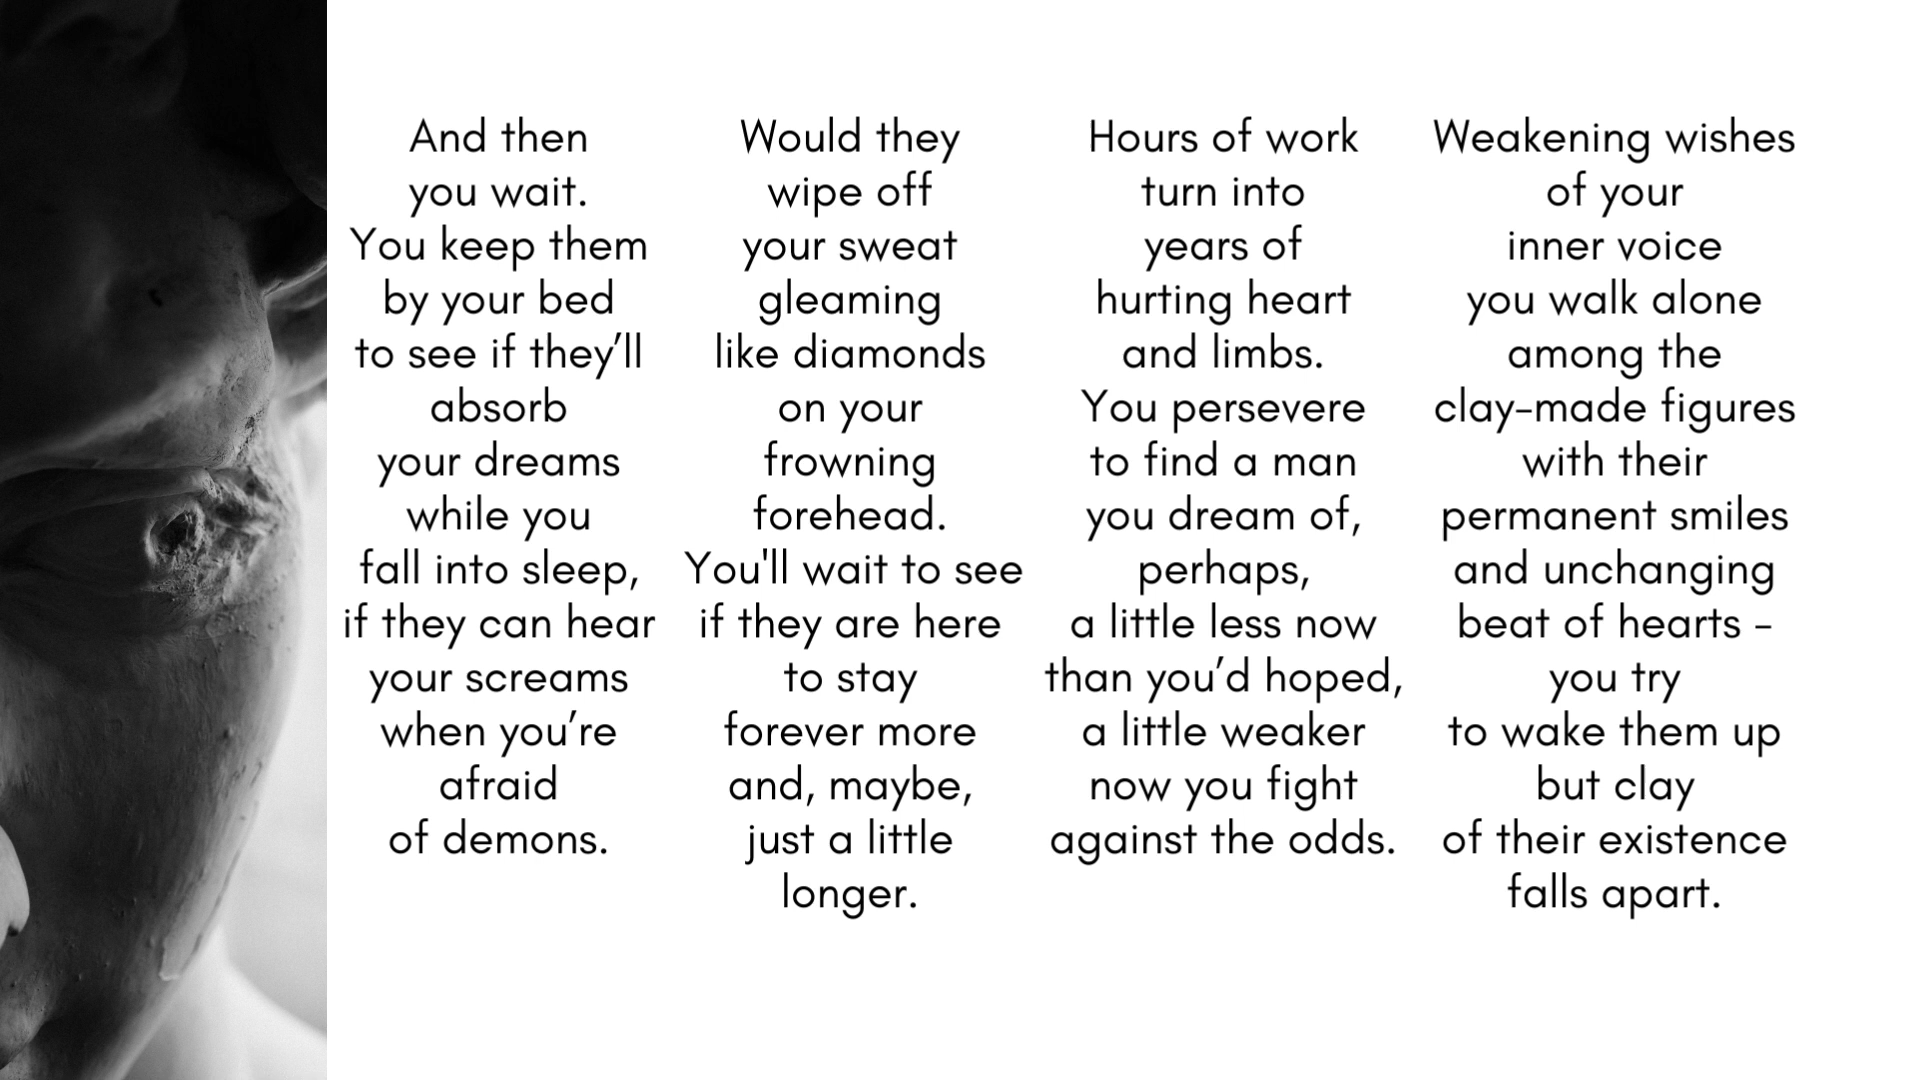 And then
you wait.
You keep them
by your bed
to see if they’ll
absorb
your dreams
while you
fall into sleep,
if they can hear
your screams
when you’re
afraid
of demons.
Would they
wipe off
your sweat
gleaming
like diamonds
on your
frowning
forehead.
You'll wait to see
if they are here
to stay
forever more
and, maybe,
just a little
longer.
Hours of work
turn into
years of
hurting heart
and limbs.
You persevere
to find a man
you dream of,
perhaps,
a little less now
than you’d hoped,
a little weaker
now you fight
against the odds.
Weakening wishes
of your
inner voice
you walk alone
among the
clay-made figures
with their
permanent smiles
and unchanging
beat of hearts –
you try
to wake them up
but clay
of their existence
falls apart.